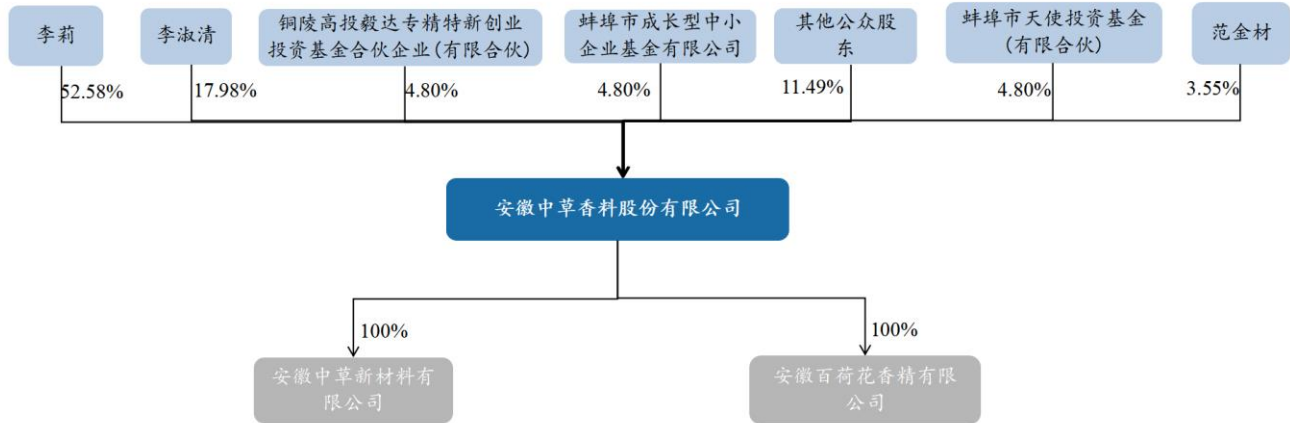 李莉
李淑清
铜陵高投毅达专精特新创业
投资基金合伙企业(有限合伙)
蚌埠市成长型中小
企业基金有限公司
其他公众股
东
蚌埠市天使投资基金
(有限合伙)
范金材
52.58%
17.98%
4.80%
4.80%
11.49%
4.80%
3.55%
安徽中草香料股份有限公司
100%
100%
安徽中草新材料有
限公司
安徽百荷花香精有限
公司